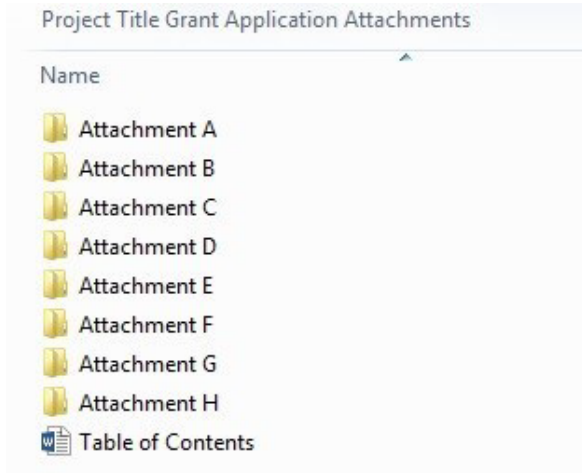 Project Title Grant Application Attachments
Name
Attachment A
Attachment B
Attachment C
Attachment D
Attachment E
Attachment F
Attachment G
Attachment H
Table of Contents